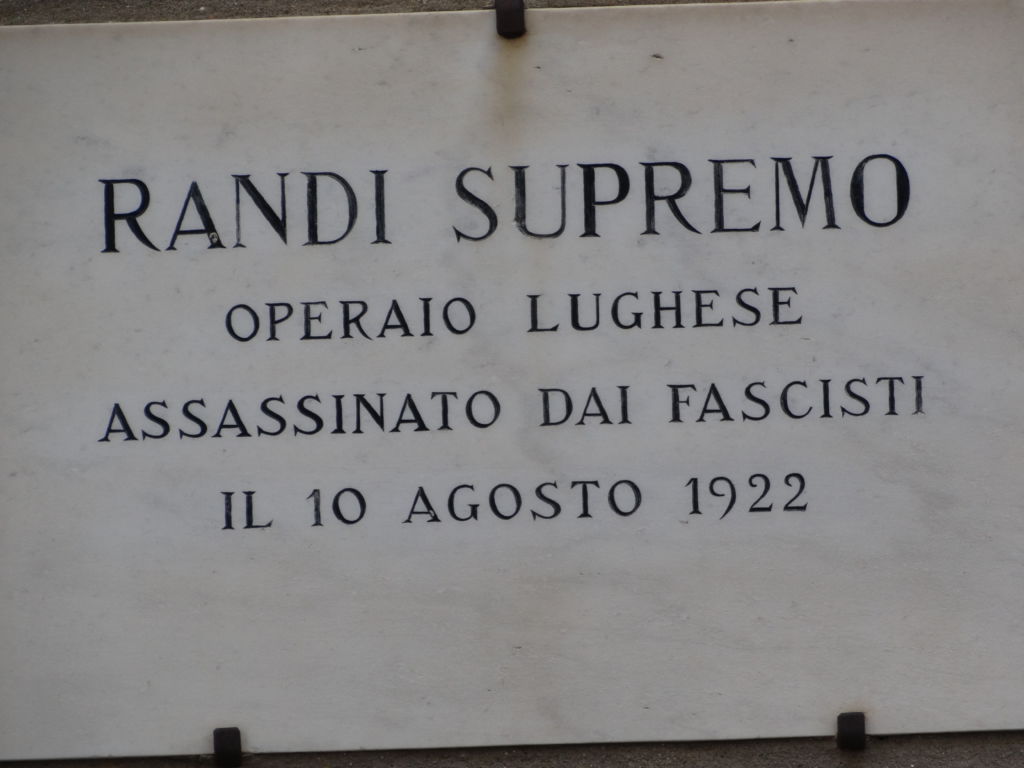 RANDI SUPREMO
OPERAIO LUGHESE
ASSASSINATO DAI FASCISTI
IL 10 AGOSTO 1922